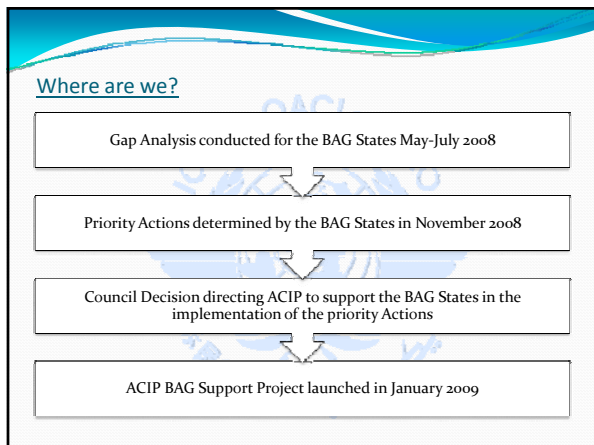 Where are we?
OACI
Gap Analysis conducted for the BAG States May-July 2008
Priority Actions determined by the BAG States in November 2008
Council Decision directing ACIP to support the BAG States in the
implementation of the priority Actions
ACIP BAG Support Project launched in January 2009